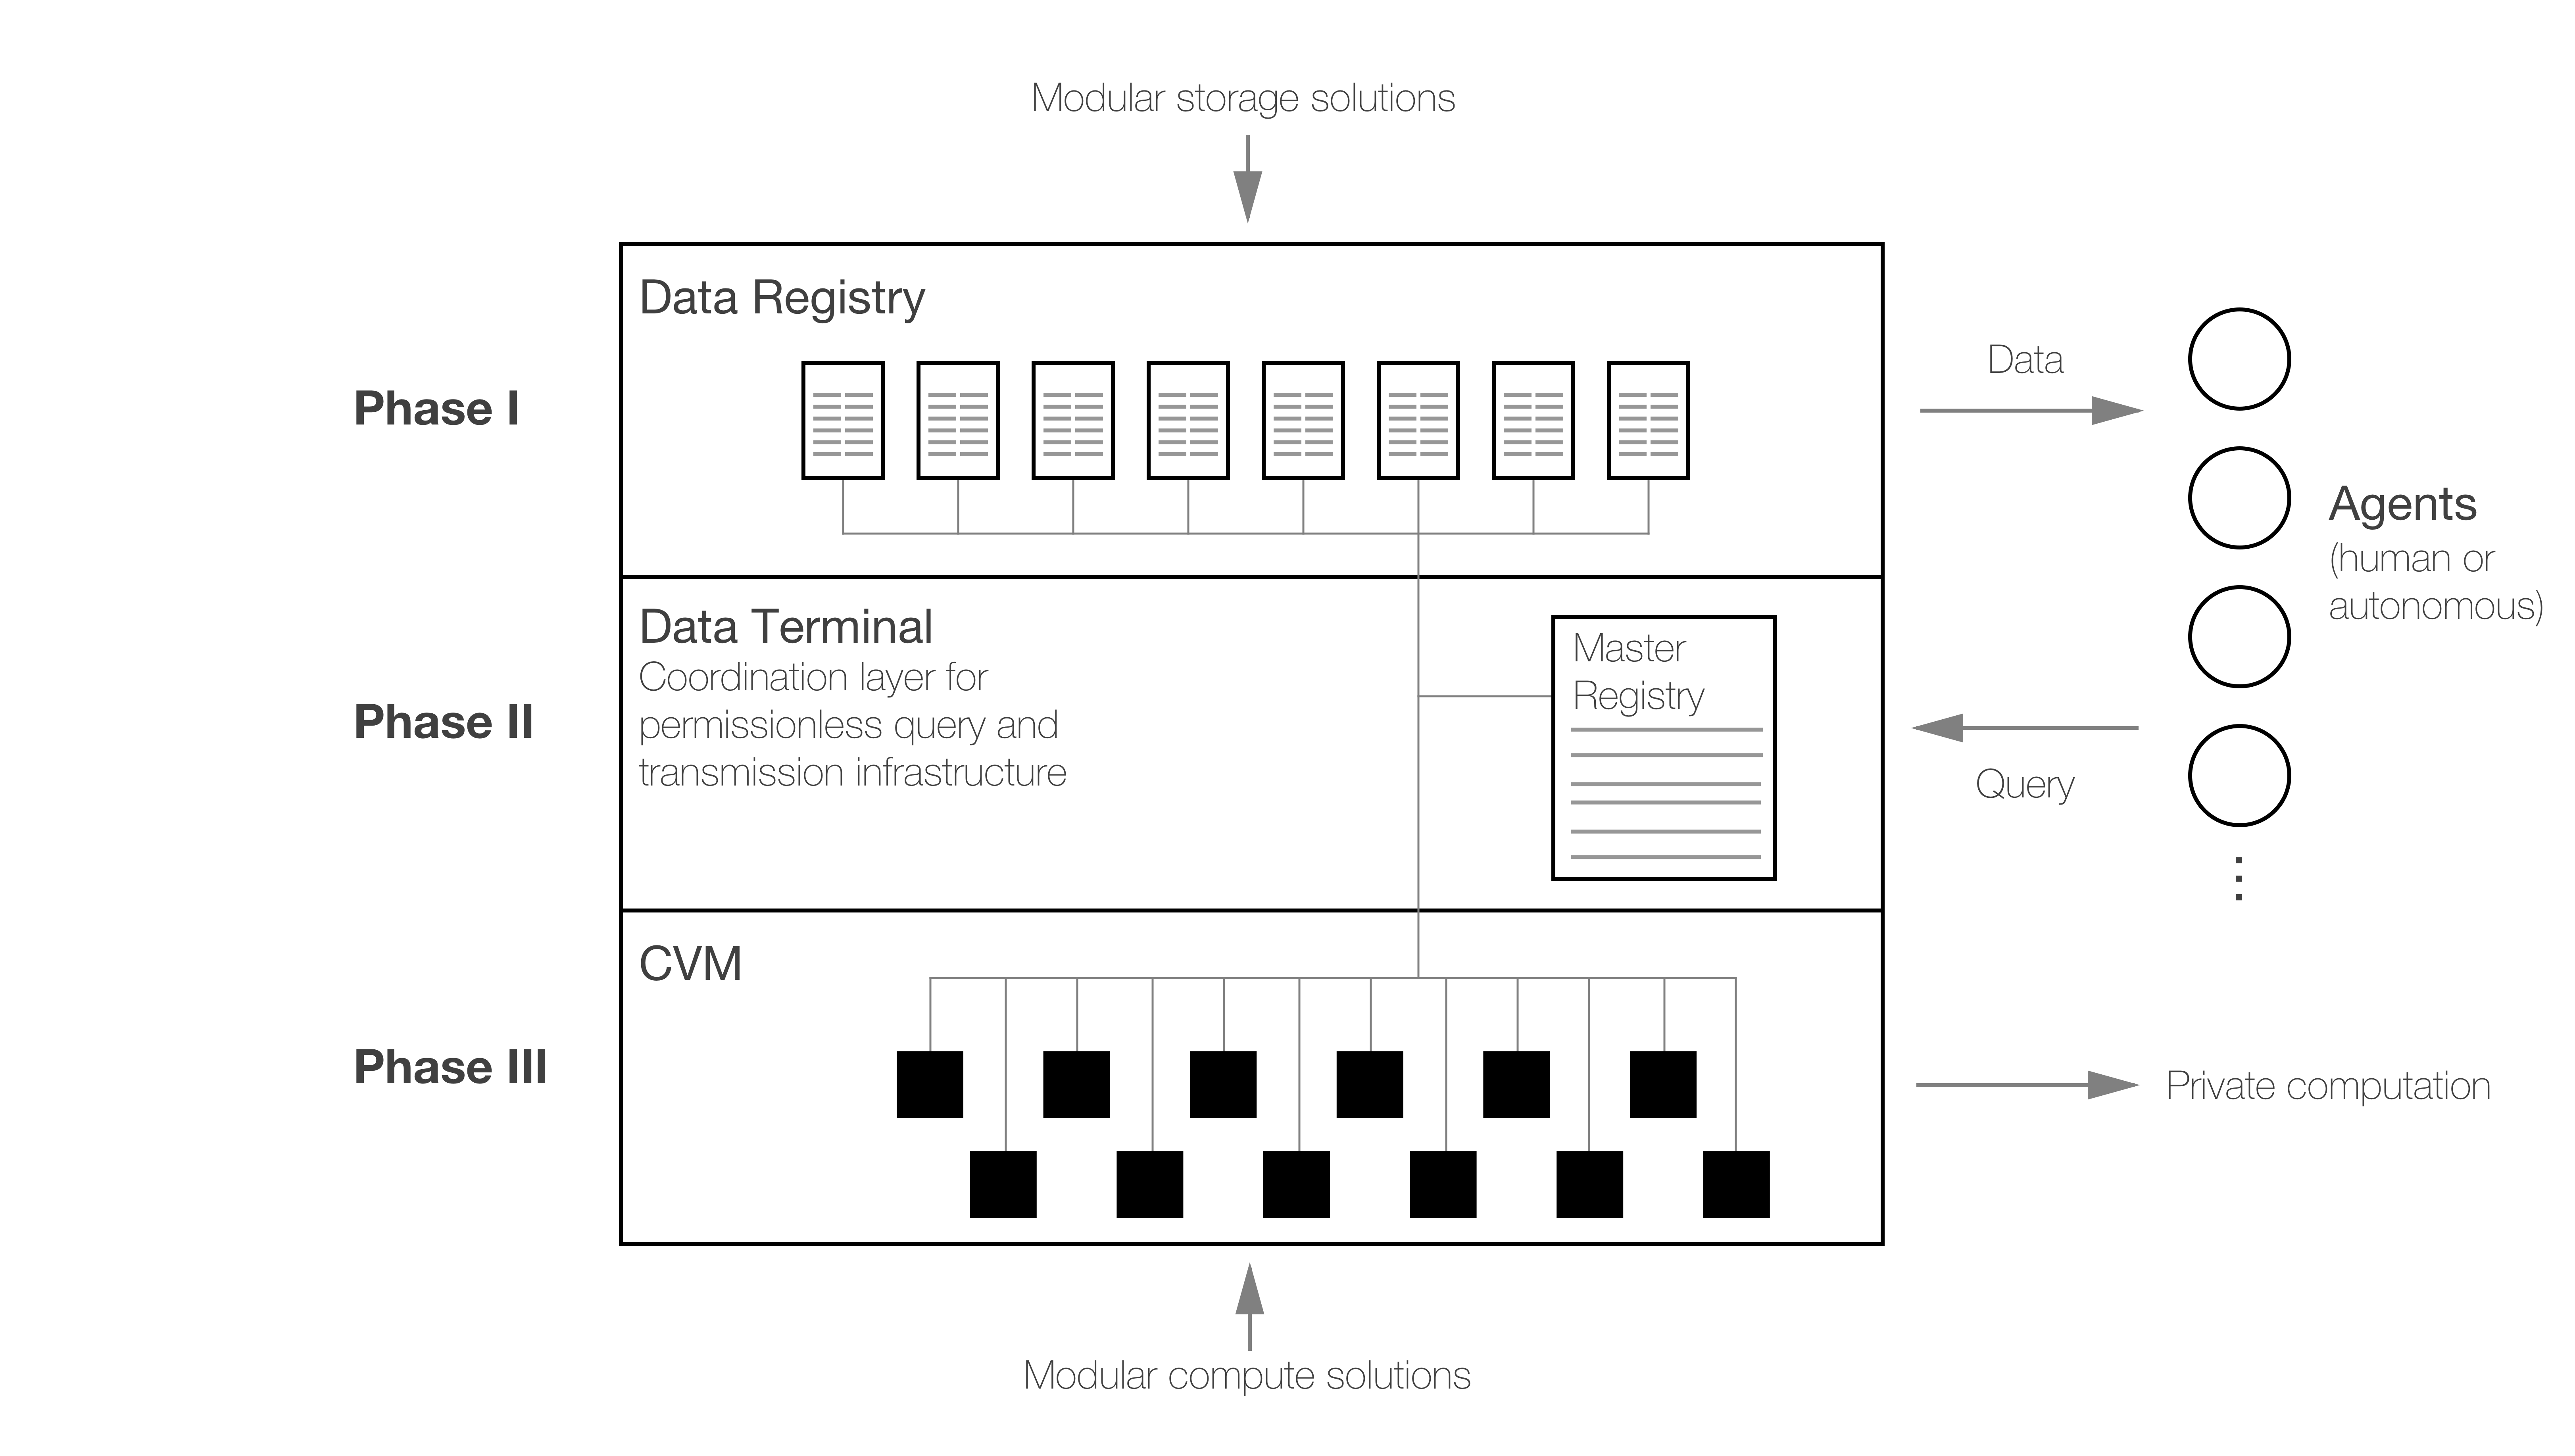 Modular storage solutions
Data Registry
Phase I
Data
Agents
(human or
autonomous)
Data Terminal
Coordination layer for
permissionless query and
transmission infrastructure
Master
Registry
Phase II
Query
CVM
Phase III
Private computation
Modular compute solutions